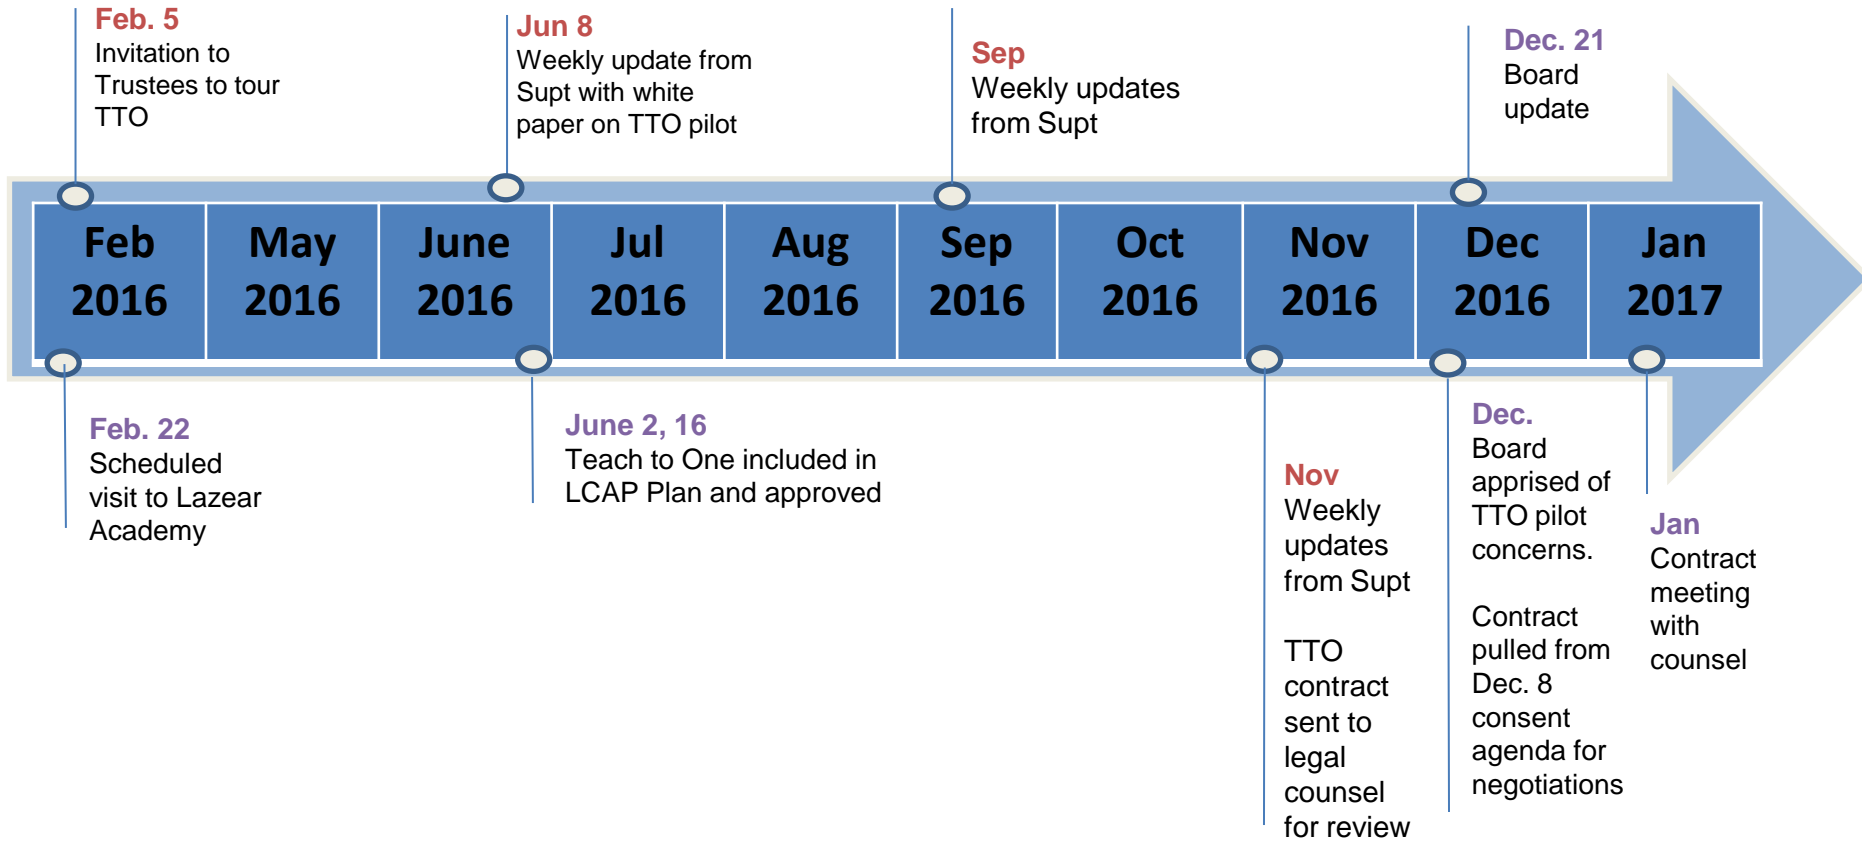 Feb. 5
Invitation to
Trustees to tour
TTO
Jun 8
Weekly update from
Supt with white
paper on TTO pilot
Sep
Weekly updates
from Supt
Dec. 21
Board
update
Feb
2016
May
2016
June
2016
Jul
2016
Aug
2016
Sep
2016
Oct
2016
Nov
2016
Dec
2016
Jan
2017
Feb. 22
Scheduled
visit to Lazear
Academy
June 2, 16
Teach to One included in
LCAP Plan and approved
Nov
Weekly
updates
from Supt
TTO
contract
sent to
legal
counsel
for review
Dec.
Board
apprised of
TTO pilot
concerns.
Contract
pulled from
Dec. 8
consent
agenda for
negotiations
Jan
Contract
meeting
with
counsel